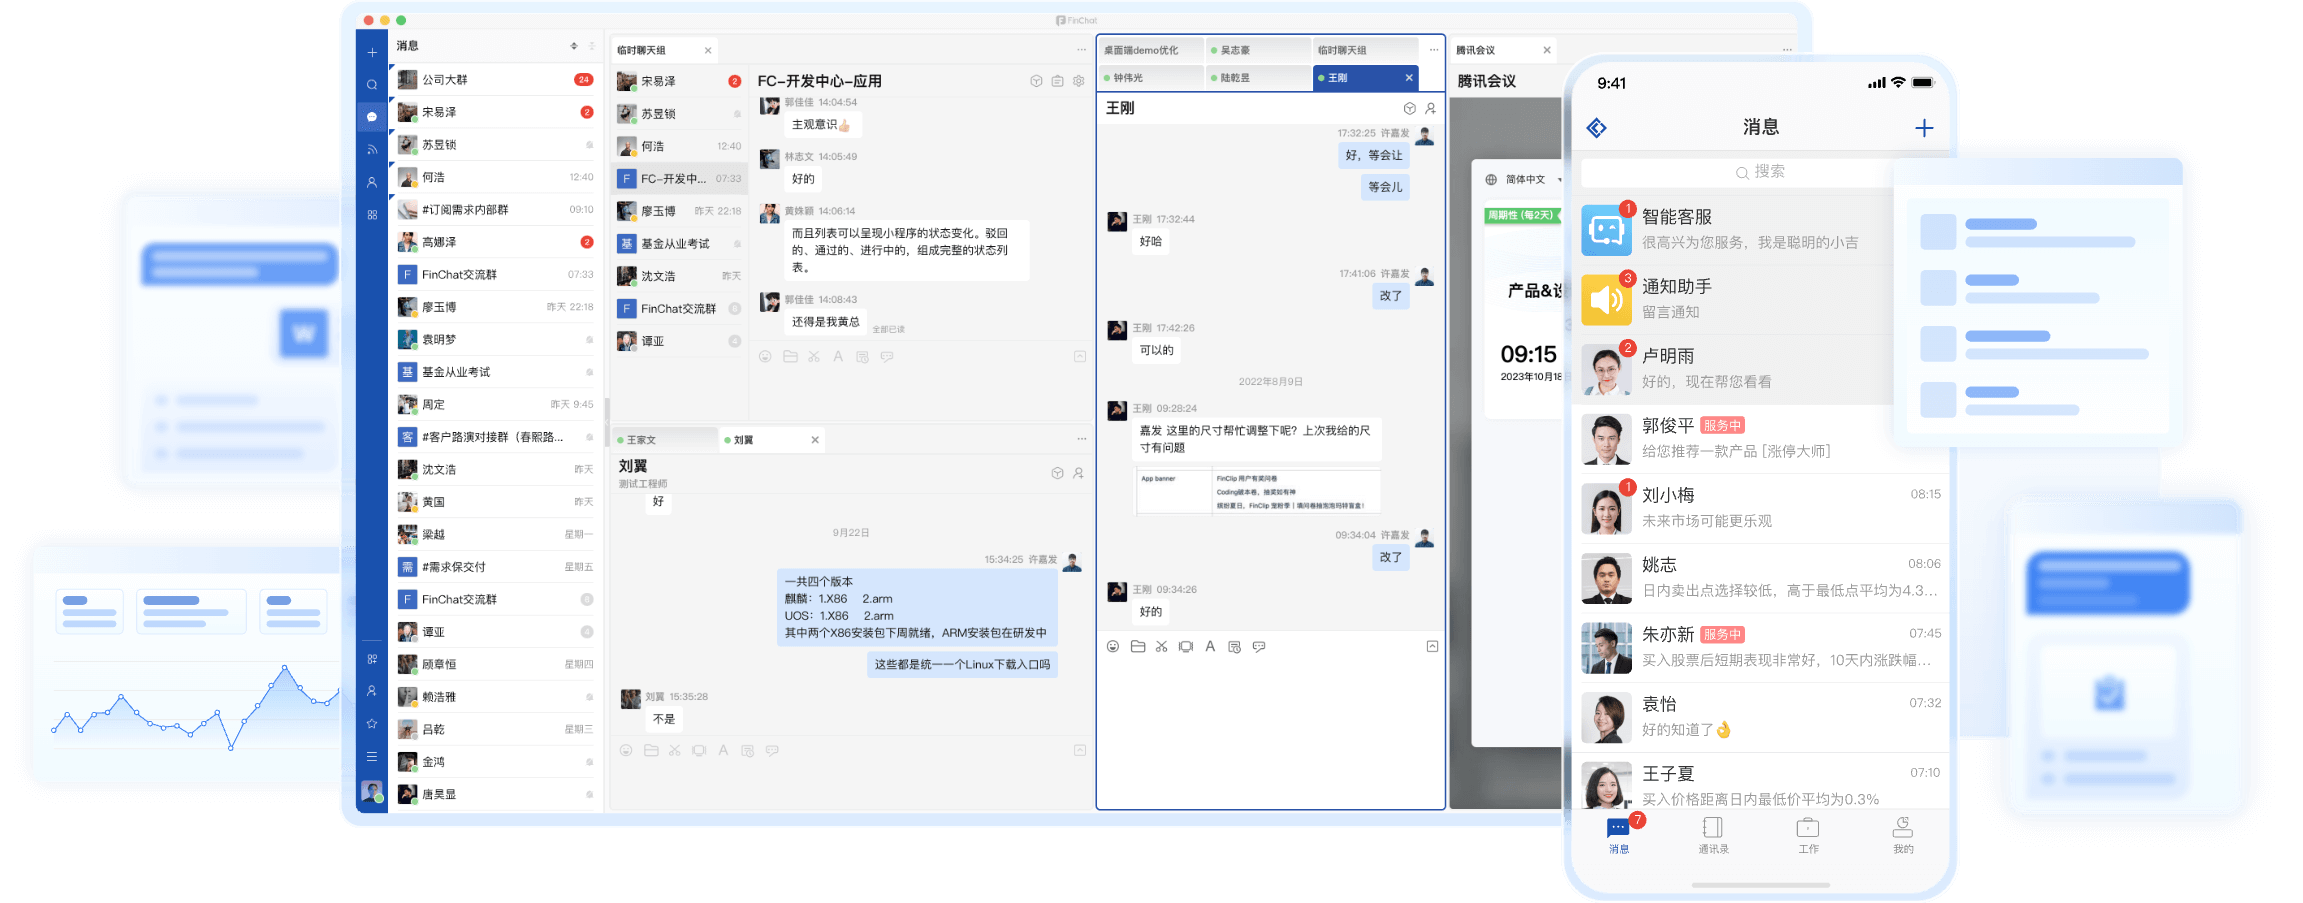 FinChat
消息
公司大群
24
宋易泽
2
苏昱锁
何浩
12:40
#订阅需求内部群
09:10
高娜泽
2
F
FinChat交流群
07:33
廖玉博
昨天 22:18
袁明梦
基
基金从业考试
周定
昨天 9:45
客
#客户路演对接群（春熙路...
沈文浩
昨天
黄国
昨天
梁越
星期一
需
#需求保交付
星期五
F
FinChat交流群
谭亚
4
顾章恒
星期四
赖浩雅
吕乾
星期三
金鸿
唐昊显
临时聊天组
宋易泽
2
苏昱锁
何浩
12:40
F
FC-开发中...
07:33
廖玉博
昨天 22:18
基
基金从业考试
沈文浩
昨天
F
FinChat交流群
谭亚
4
FC-开发中心-应用
郭佳佳 14:04:54
主观意识👍🏻
林志文 14:05:49
好的
黄姝颖 14:06:14
而且列表可以呈现小程序的状态变化。驳回
的、通过的、进行中的，组成完整的状态列
表。
郭佳佳 14:08:43
还得是我黄总
全部已读
王家文
刘翼
刘翼
测试工程师
好
9月22日
15:34:25 许嘉发
一共四个版本
麒麟：1.X86 2.arm
UOS：1.X86 2.arm
其中两个X86安装包下周就绪，ARM安装包在研发中
这些都是统一一个Linux下载入口吗
刘翼 15:35:28
不是
桌面端demo优化
吴志豪
临时聊天组
钟伟光
陆乾昱
王刚
王刚
17:32:25 许嘉发
好，等会让
等会儿
王刚 17:32:44
好哈
17:41:06 许嘉发
改了
王刚 17:42:26
可以的
2022年8月9日
王刚 09:28:24
嘉发 这里的尺寸帮忙调整下呢？上次我给的尺
寸有问题
App banner
FinClip 用户有奖问卷
Coding破本卷，抽奖如有神
缤纷夏日，FinClip 宠粉季｜填问卷抽泡泡玛特盲盒！
09:34:04 许嘉发
改了
王刚 09:34:26
好的
腾讯会议
腾讯会议
简体中文
周期性 (每2天)
产品&设
09:15
2023年10月18
9:41
消息
搜索
1
智能客服
很高兴为您服务，我是聪明的小吉
3
通知助手
留言通知
2
卢明雨
好的，现在帮您看看
郭俊平 服务中
给您推荐一款产品 [涨停大师]
1
刘小梅
08:15
未来市场可能更乐观
姚志
08:06
日内卖出点选择较低，高于最低点平均为4.3...
朱亦新 服务中
07:45
买入股票后短期表现非常好，10天内涨跌幅...
袁怡
07:32
好的知道了👌
王子夏
07:10
买入价格距离日内最低价平均为0.3%
7
消息
通讯录
工作
我的
W